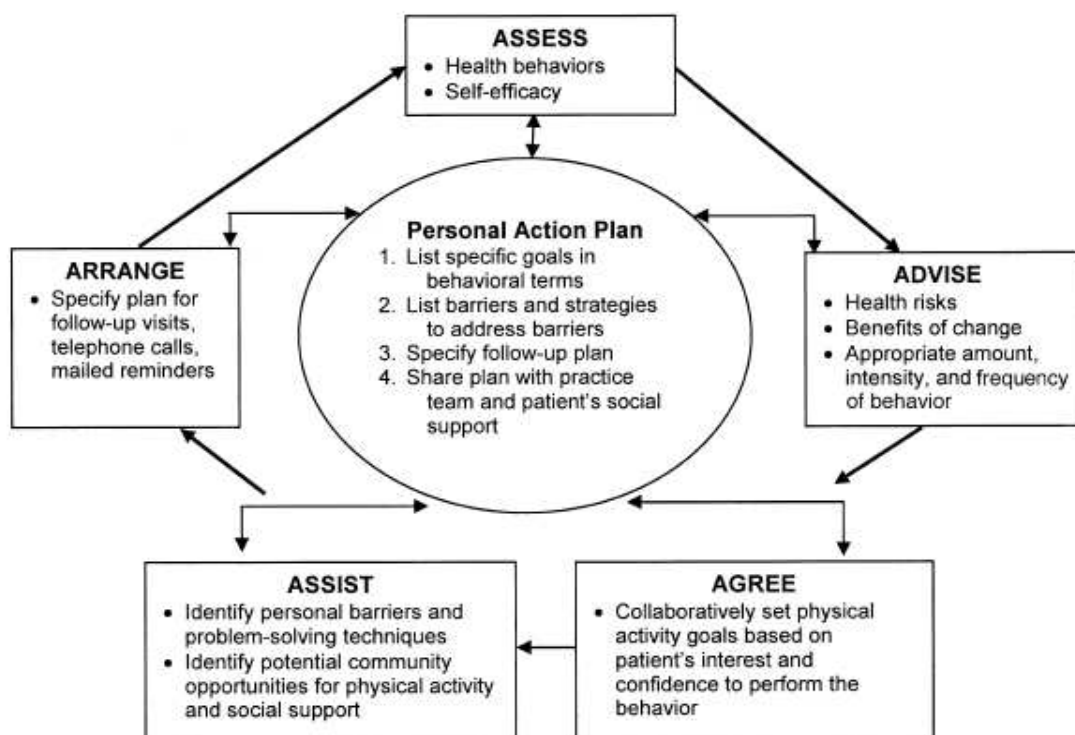 ASSESS
• Health behaviors
• Self-efficacy
Personal Action Plan
1. List specific goals in
behavioral terms
2. List barriers and strategies
to address barriers
3. Specify follow-up plan
4. Share plan with practice
team and patient's social
support
ARRANGE
• Specify plan for
follow-up visits,
telephone calls,
mailed reminders
ADVISE
• Health risks
• Benefits of change
• Appropriate amount,
intensity, and frequency
of behavior
ASSIST
• Identify personal barriers and
problem-solving techniques
• Identify potential community
opportunities for physical activity
and social support
AGREE
• Collaboratively set physical
activity goals based on
patient's interest and
confidence to perform the
behavior